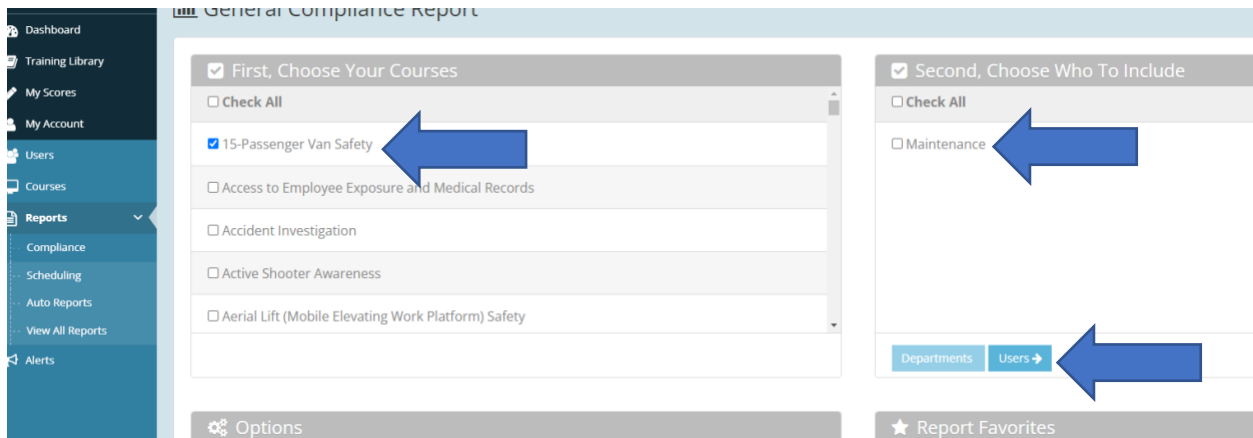 General Compliance Report
Dashboard
Training Library
My Scores
My Account
Users
Courses
Reports
Compliance
Scheduling
Auto Reports
View All Reports
Alerts
First, Choose Your Courses
Check All
15-Passenger Van Safety
Access to Employee Exposure and Medical Records
Accident Investigation
Active Shooter Awareness
Aerial Lift (Mobile Elevating Work Platform) Safety
Second, Choose Who To Include
Check All
Maintenance
Departments
Users
Options
Report Favorites